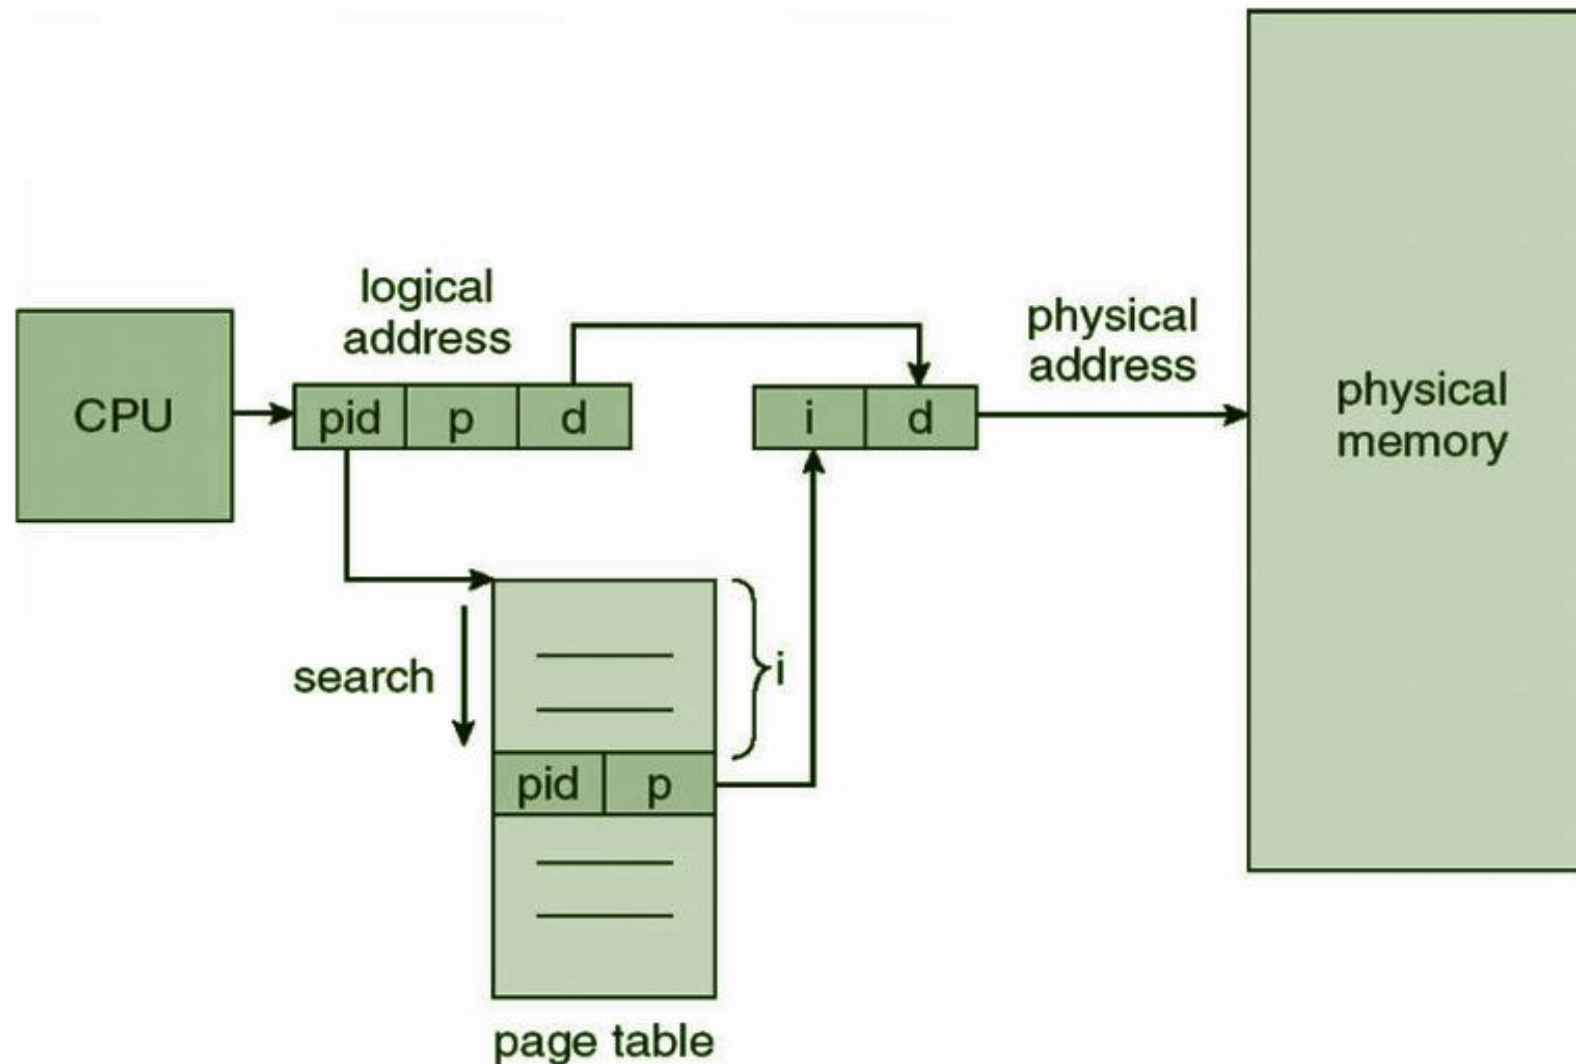 logical
address
physical
address
CPU
pid
p
d
i
d
physical
memory
search
i
pid
p
page table